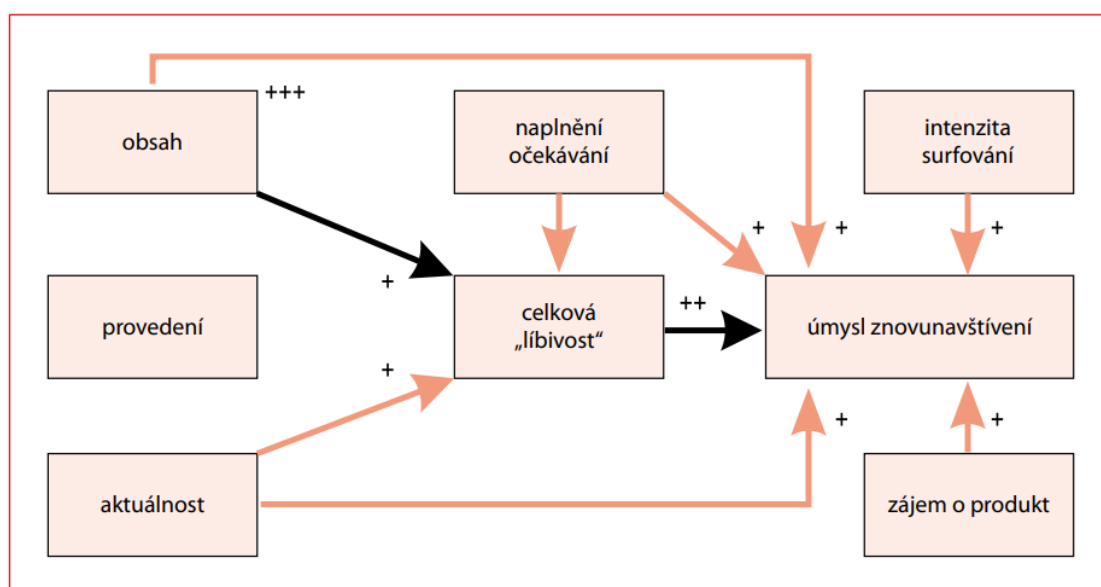 +++
obsah
naplnění
očekávání
intenzita
surfování
+
+
+
+
provedení
celková
„líbivost“
++
úmysl znovunavštívení
+
+
+
aktuálnost
zájem o produkt